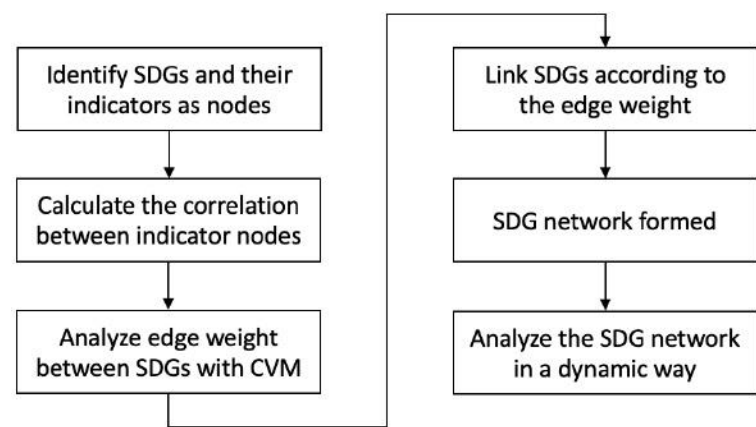 Identify SDGs and their
indicators as nodes
Calculate the correlation
between indicator nodes
Analyze edge weight
between SDGs with CVM
Link SDGs according to
the edge weight
SDG network formed
Analyze the SDG network
in a dynamic way